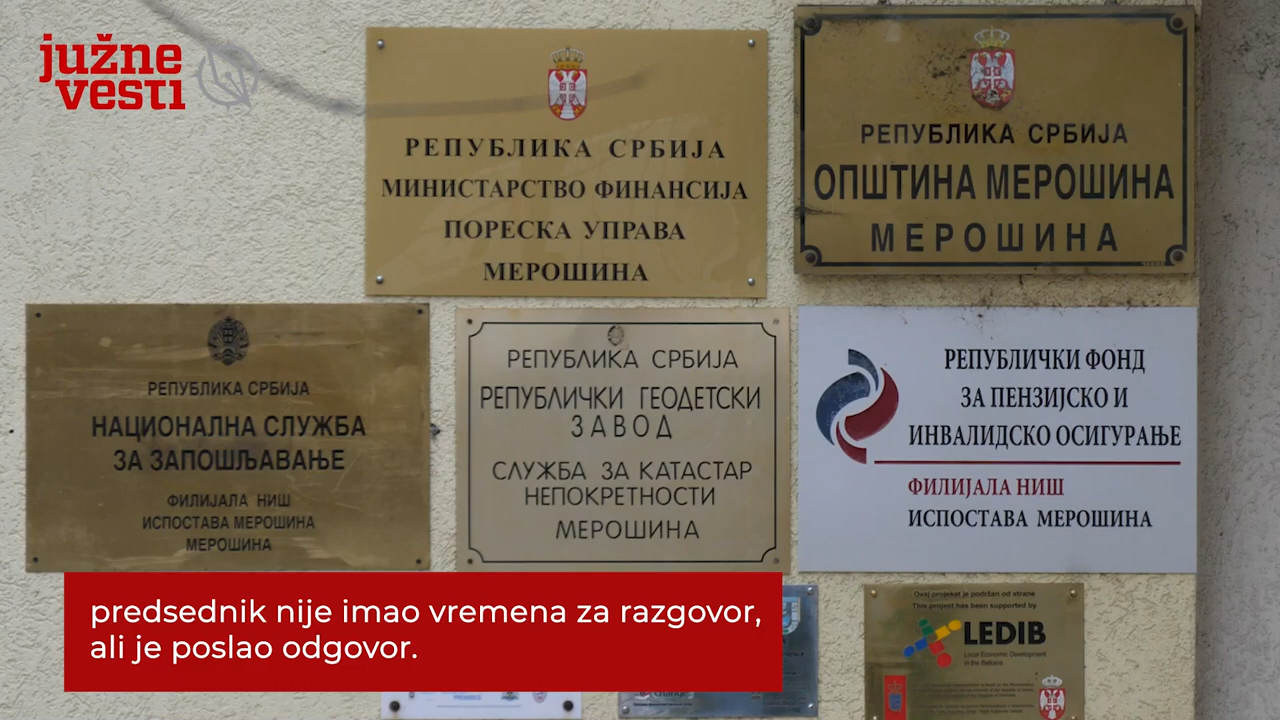 južne
vesti
РЕПУБЛИКА СРБИЈА
МИНИСТАРСТВО ФИНАНСИЈА
ПОРЕСКА УПРАВА
МЕРОШИНА
РЕПУБЛИКА СРБИЈА
ОПШТИНА МЕРОШИНА
МЕРОШИНА
РЕПУБЛИКА СРБИЈА
НАЦИОНАЛНА СЛУЖБА
ЗА ЗАПОШЉАВАЊЕ
ФИЛИЈАЛА НИШ
ИСПОСТАВА МЕРОШИНА
МЕРОШИНА
РЕПУБЛИКА СРБИЈА
РЕПУБЛИЧКИ ГЕОДЕТСКИ
ЗАВОД
СЛУЖБА ЗА КАТАСТАР
НЕПОКРЕТНОСТИ
МЕРОШИНА
РЕПУБЛИЧКИ ФОНД
ЗА ПЕНЗИЈСКО И
ИНВАЛИДСКО ОСИГУРАЊЕ
ФИЛИЈАЛА НИШ
ИСПОСТАВА МЕРОШИНА
predsednik nije imao vremena za razgovor,
ali je poslao odgovor.
Ovaj projekat je podržan od strane
This project has been supported by
LEDIB
Local Economic Development
in the Balkans